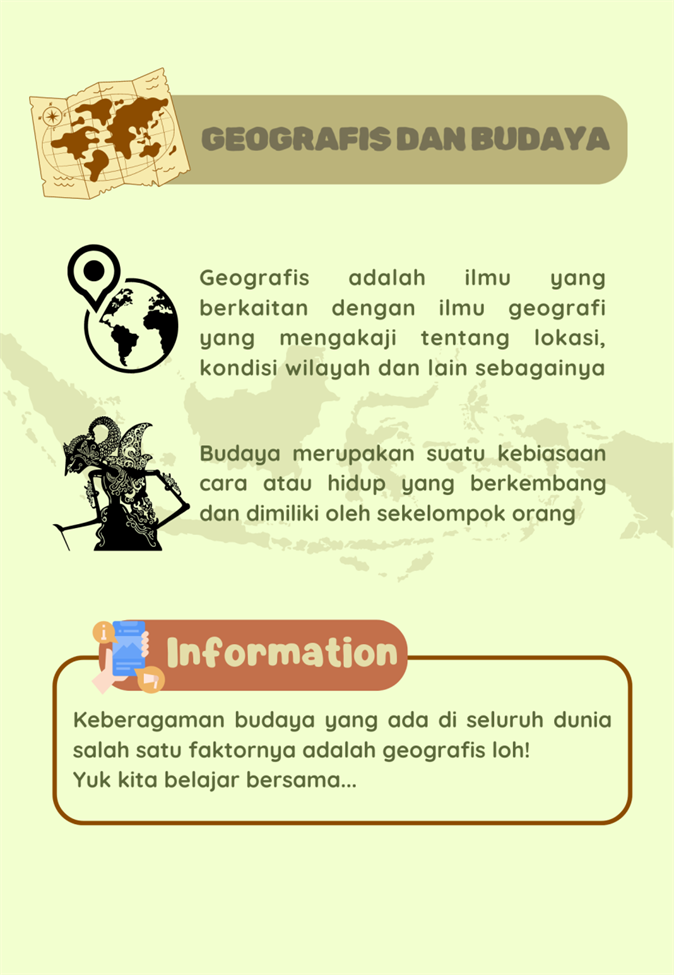 GEOGRAFIS DAN BUDAYA
Geografis adalah ilmu yang
berkaitan dengan ilmu geografi
yang mengakaji tentang lokasi,
kondisi wilayah dan lain sebagainya
Budaya merupakan suatu kebiasaan
cara atau hidup yang berkembang
dan dimiliki oleh sekelompok orang
Information
Keberagaman budaya yang ada di seluruh dunia
salah satu faktornya adalah geografis loh!
Yuk kita belajar bersama...